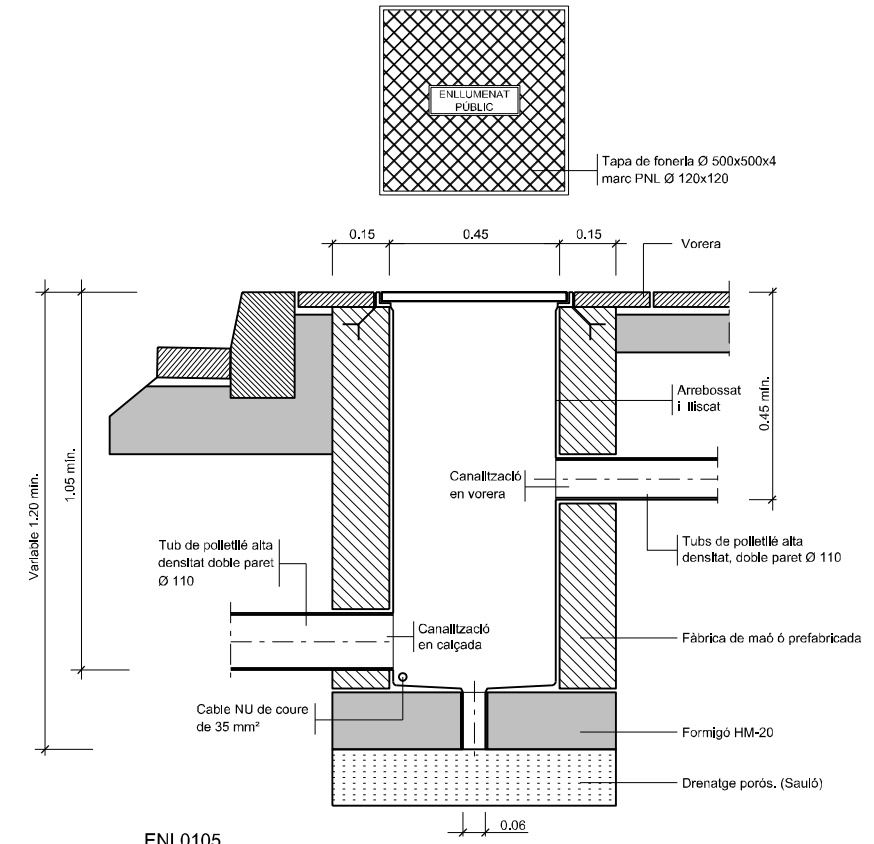 ENLLUMENAT
PÚBLIC
Tapa de foneria Ø 500x500x4
marc PNL Ø 120x120
0.15
0.45
0.15
Vorera
Arrebossat
i lliscat
0.45 mín.
Canalització
en vorera
1.05 mín.
Variable 1.20 mín.
Tub de polietilé alta
densitat doble paret
Ø 110
Tubs de polietilé alta
densitat, doble paret Ø 110
Canalització
en calçada
Fàbrica de maó ó prefabricada
Cable NU de coure
de 35 mm²
Formigó HM-20
Drenatge porós. (Sauló)
0.06
ENL0105